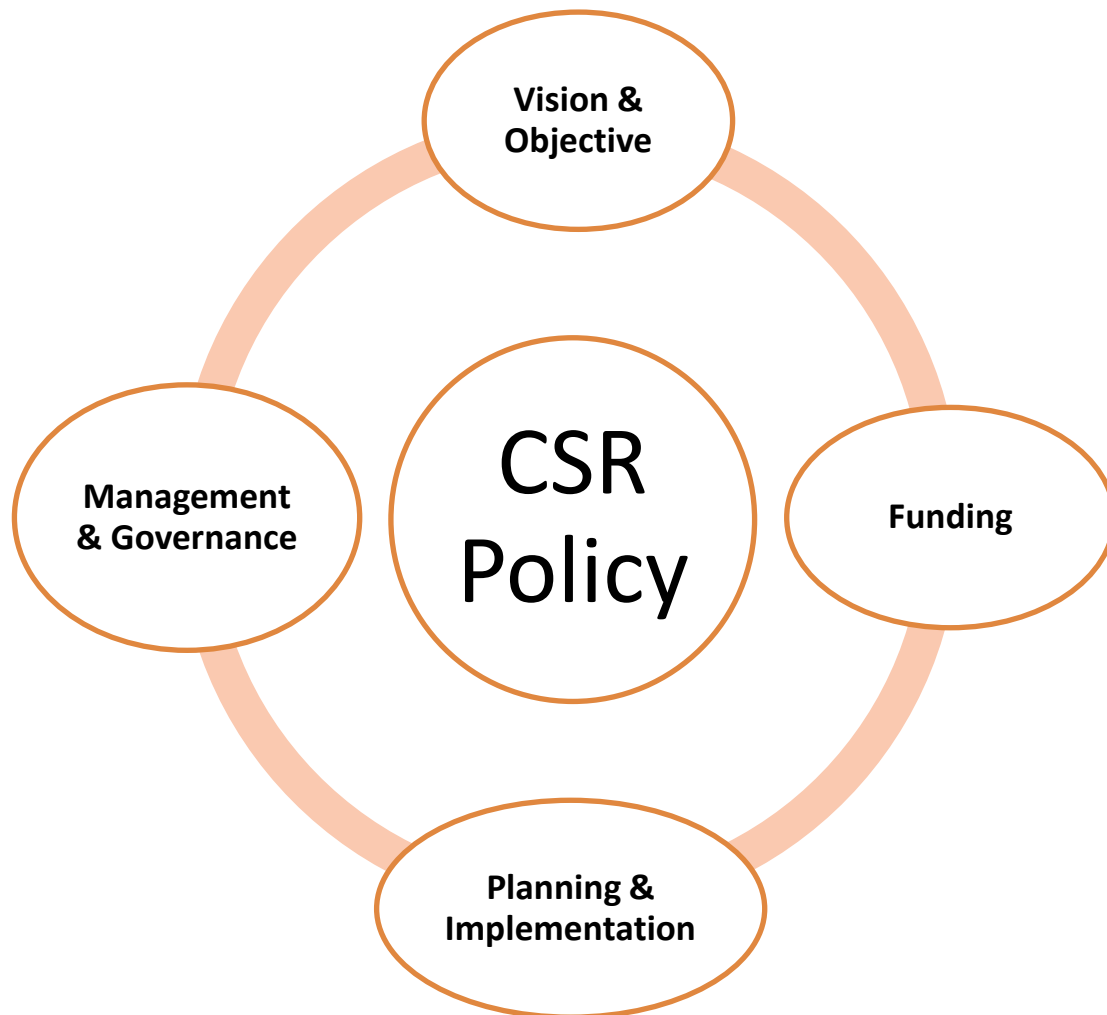 Vision &
Objective
CSR
Policy
Management
& Governance
Funding
Planning &
Implementation